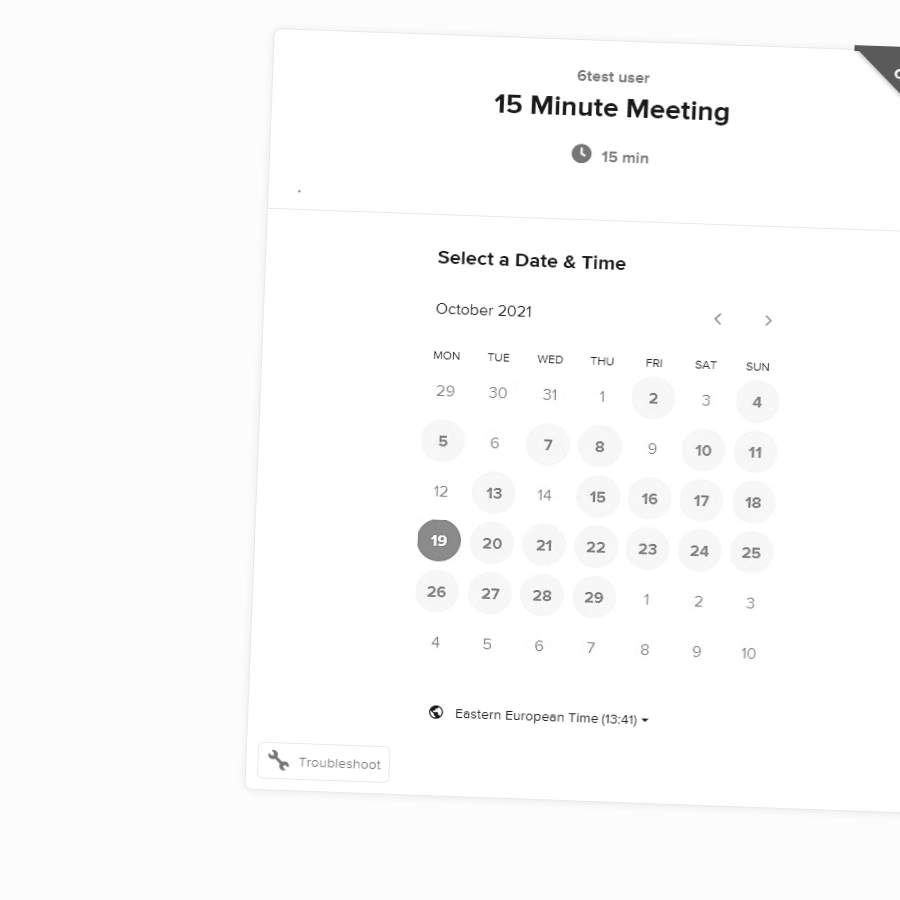 6test user
15 Minute Meeting
15 min
Select a Date & Time
October 2021
MON TUE WED THU FRI SAT SUN
29 30 31 1 2 3 4
5 6 7 8 9 10 11
12 13 14 15 16 17 18
19 20 21 22 23 24 25
26 27 28 29 1 2 3
4 5 6 7 8 9 10
Eastern European Time (13:41)
Troubleshoot